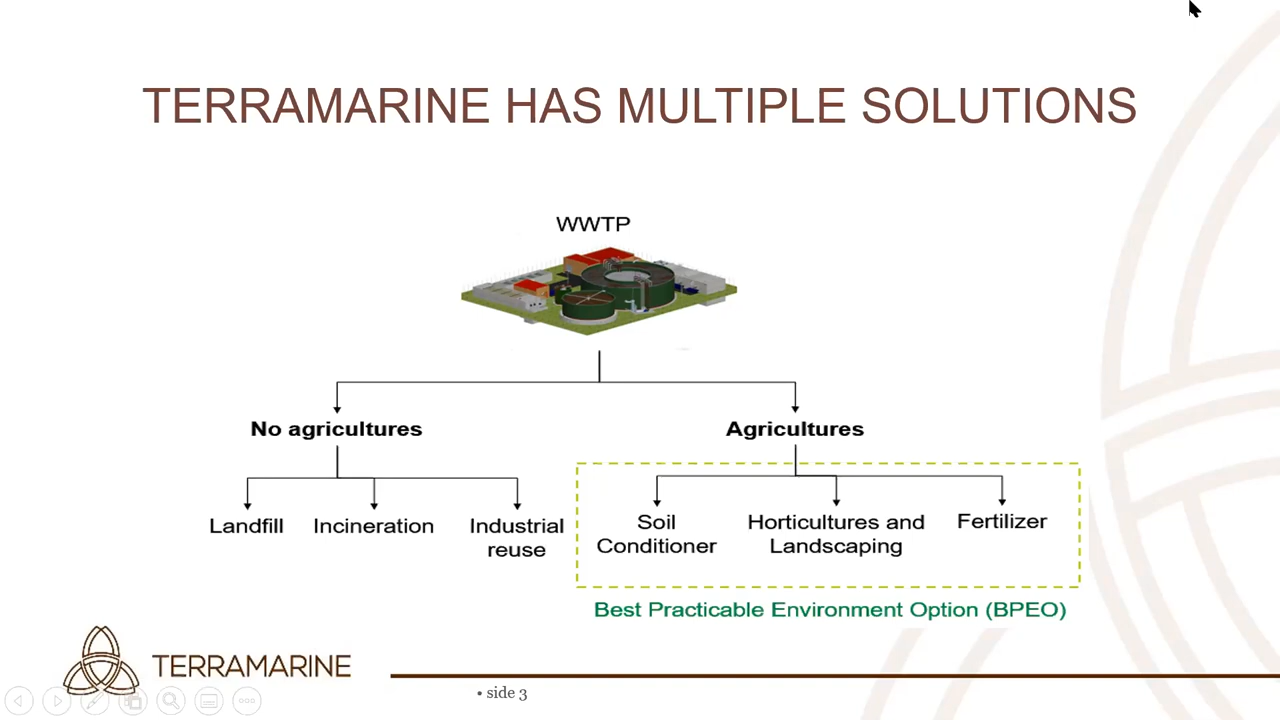 TERRAMARINE HAS MULTIPLE SOLUTIONS
WWTP
No agricultures
Agricultures
Landfill
Incineration
Industrial
reuse
Soil
Conditioner
Horticultures and
Landscaping
Fertilizer
Best Practicable Environment Option (BPEO)
TERRAMARINE
• side 3